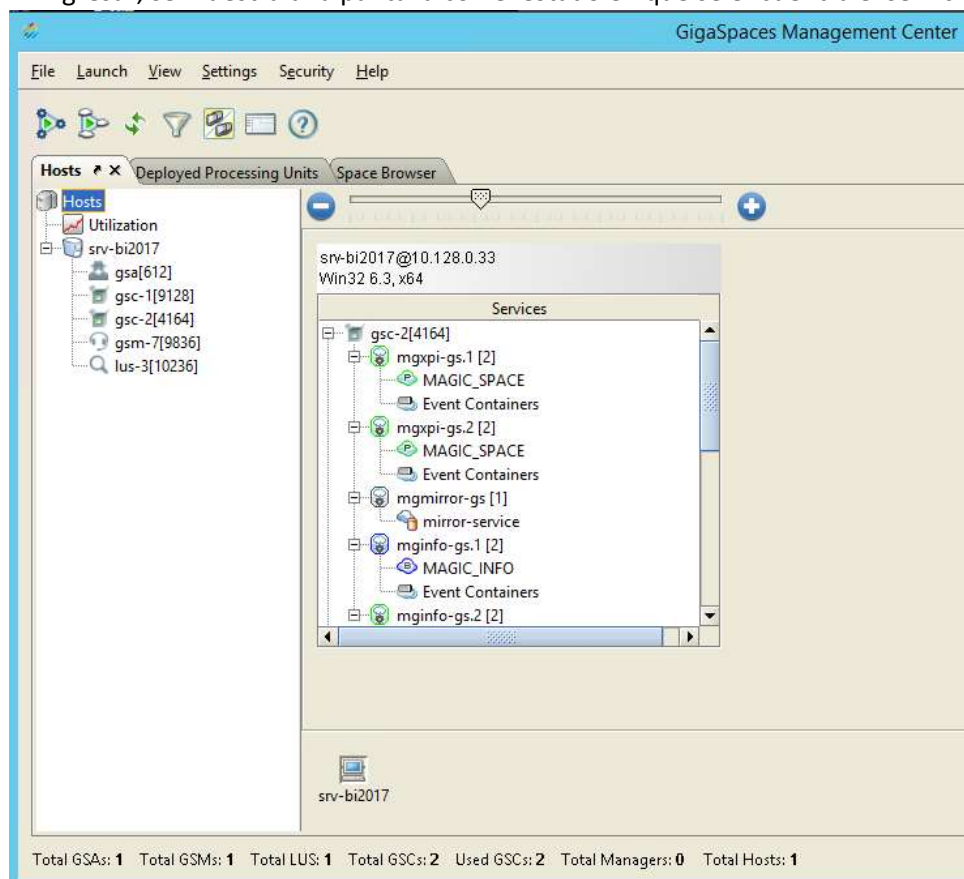 GigaSpaces Management Center
File Launch View Settings Security Help
Hosts Deployed Processing Units Space Browser
Hosts
Utilization
srv-bi2017
gsa[612]
gsc-1[9128]
gsc-2[4164]
gsm-7[9836]
lus-3[10236]
srv-bi2017@10.128.0.33
Win32 6.3, x64
Services
gsc-2[4164]
mgxpi-gs.1 [2]
MAGIC_SPACE
Event Containers
mgxpi-gs.2 [2]
MAGIC_SPACE
Event Containers
mgmirror-gs [1]
mirror-service
mginfo-gs.1 [2]
MAGIC_INFO
Event Containers
mginfo-gs.2 [2]
srv-bi2017
Total GSAs: 1 Total GSMs: 1 Total LUS: 1 Total GSCs: 2 Used GSCs: 2 Total Managers: 0 Total Hosts: 1